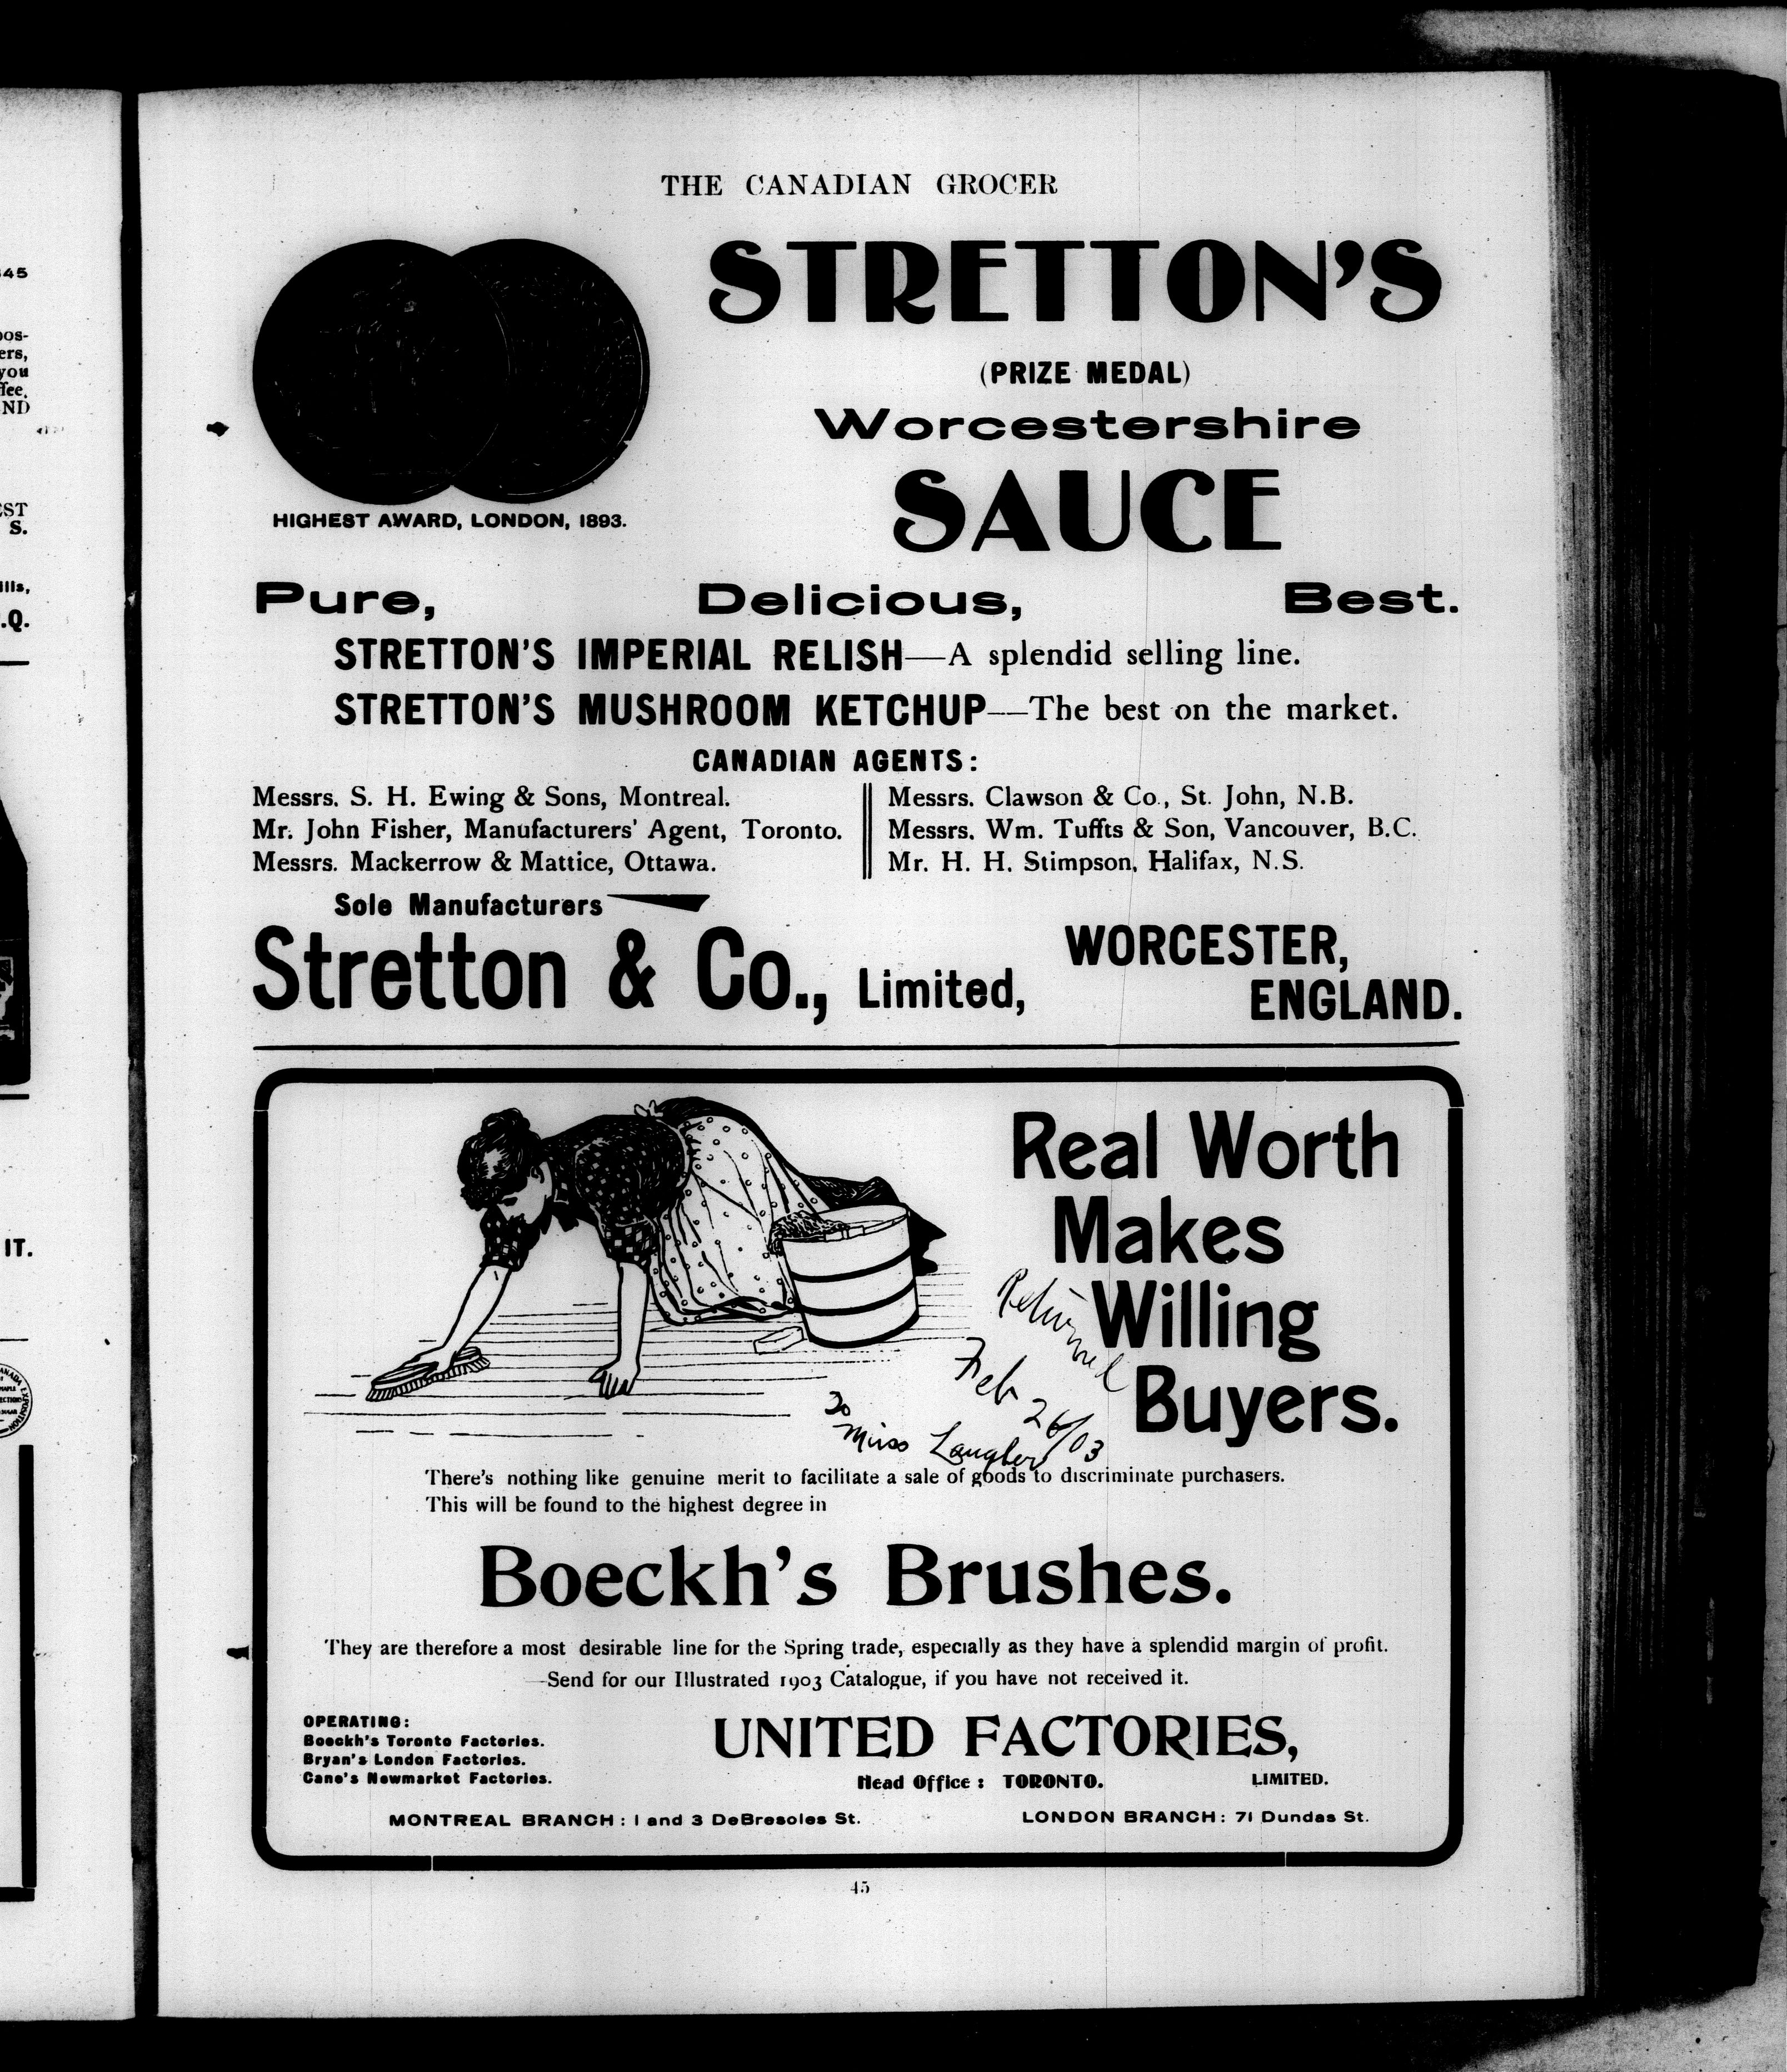 THE CANADIAN GROCER
HIGHEST AWARD, LONDON, 1893.
STRETTON'S
(PRIZE MEDAL)
Worcestershire
SAUCE
Pure, Delicious, Best.
STRETTON'S IMPERIAL RELISH—A splendid selling line.
STRETTON'S MUSHROOM KETCHUP—The best on the market.
CANADIAN AGENTS:
Messrs. S. H. Ewing & Sons, Montreal.
Mr. John Fisher, Manufacturers' Agent, Toronto.
Messrs. Mackerrow & Mattice, Ottawa.
Messrs. Clawson & Co., St. John, N.B.
Messrs. Wm. Tuffts & Son, Vancouver, B.C.
Mr. H. H. Stimpson, Halifax, N.S.
Sole Manufacturers
Stretton & Co., Limited, WORCESTER,
ENGLAND.
Real Worth
Makes
Willing
Buyers.
Feb 26/03
To
Miss
There's nothing like genuine merit to facilitate a sale of goods to discriminate purchasers.
This will be found to the highest degree in
Boeckh's Brushes.
They are therefore a most desirable line for the Spring trade, especially as they have a splendid margin of profit.
—Send for our Illustrated 1903 Catalogue, if you have not received it.
OPERATING:
Boeckh's Toronto Factories.
Bryan's London Factories.
Cane's Newmarket Factories.
UNITED FACTORIES,
Head Office: TORONTO. LIMITED.
MONTREAL BRANCH: 1 and 3 DeBresoles St. LONDON BRANCH: 71 Dundas St.
45